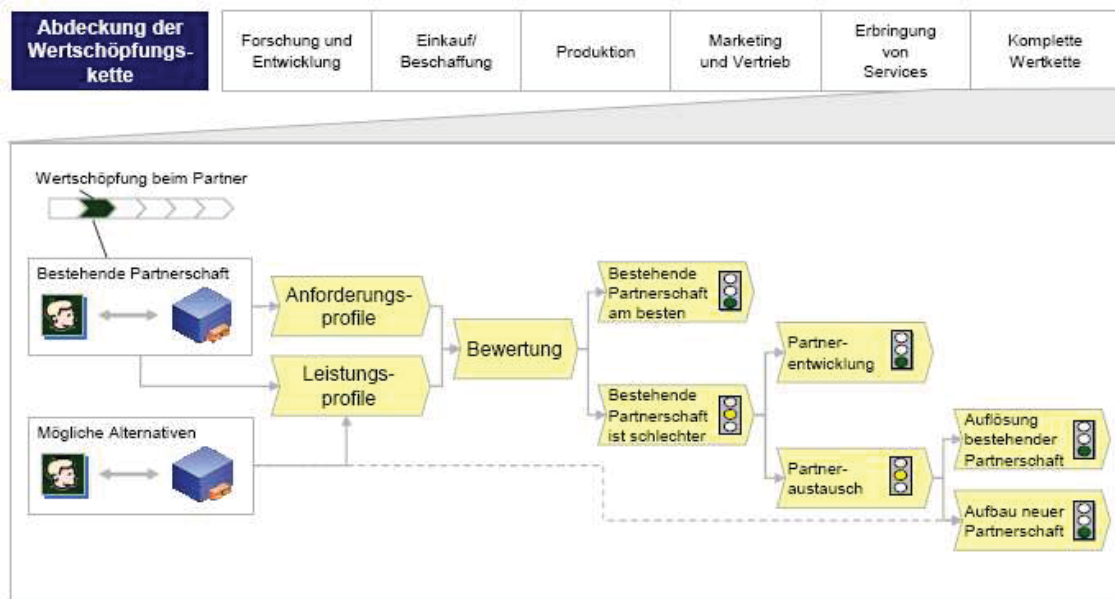 Abdeckung der
Wertschöpfungs-
kette
Forschung und
Entwicklung
Einkauf/
Beschaffung
Produktion
Marketing
und Vertrieb
Erbringung
von
Services
Komplette
Wertkette
Wertschöpfung beim Partner
Bestehende Partnerschaft
Anforderungs-
profile
Leistungs-
profile
Mögliche Alternativen
Bewertung
Bestehende
Partnerschaft
am besten
Bestehende
Partnerschaft
ist schlechter
Partner-
entwicklung
Partner-
austausch
Auflösung
bestehender
Partnerschaft
Aufbau neuer
Partnerschaft